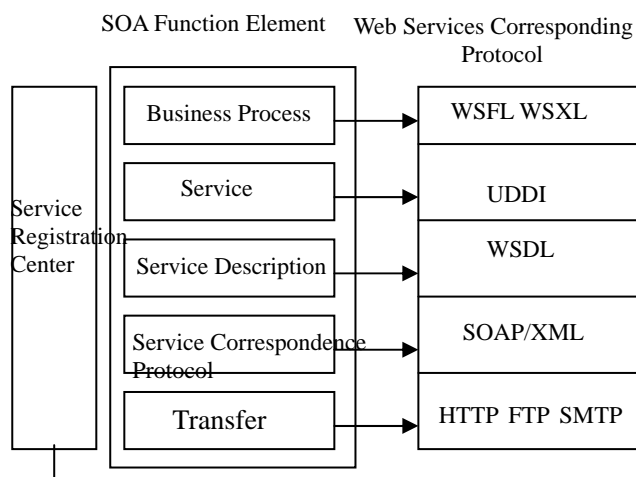 SOA Function Element
Web Services Corresponding
Protocol
Service
Registration
Center
Business Process
WSFL WSXL
Service
UDDI
Service Description
WSDL
Service Correspondence
Protocol
SOAP/XML
Transfer
HTTP FTP SMTP